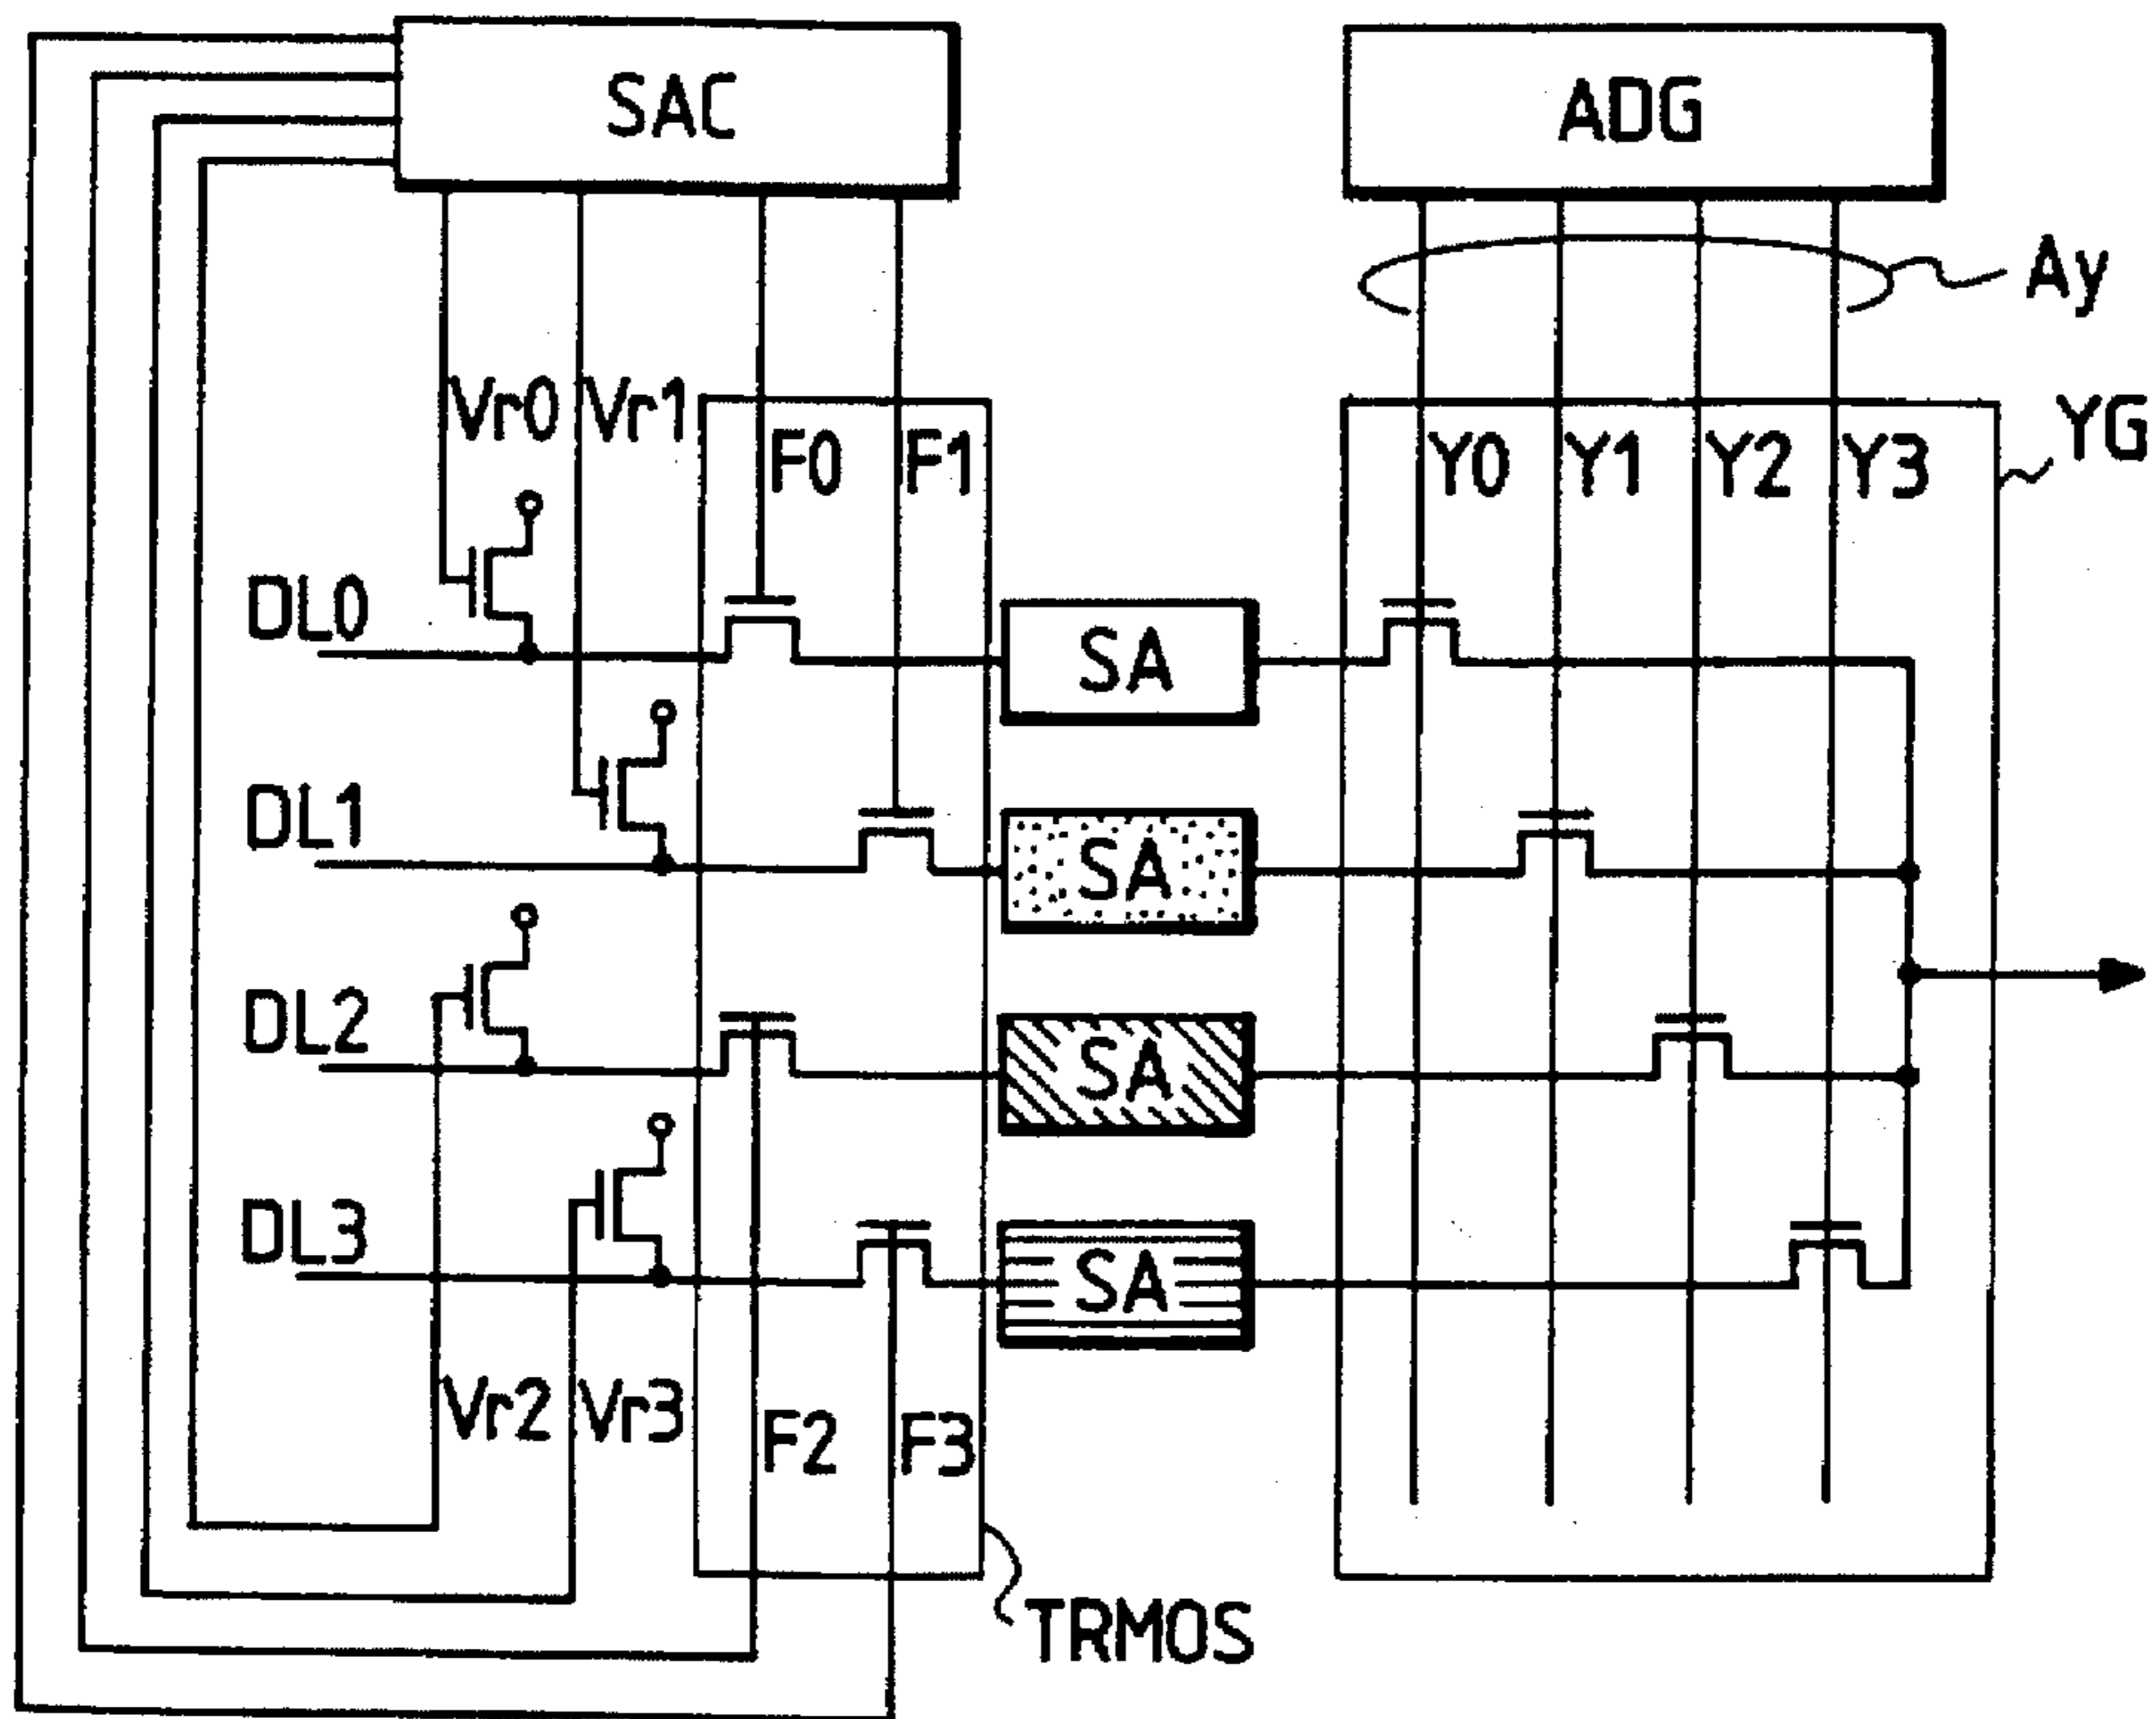 SAC
ADG
Ay
Vr0 Vr1
F0 F1
Y0 Y1 Y2 Y3
YG
DL0
SA
DL1
SA
DL2
SA
DL3
SA
Vr2 Vr3
F2 F3
TRMOS